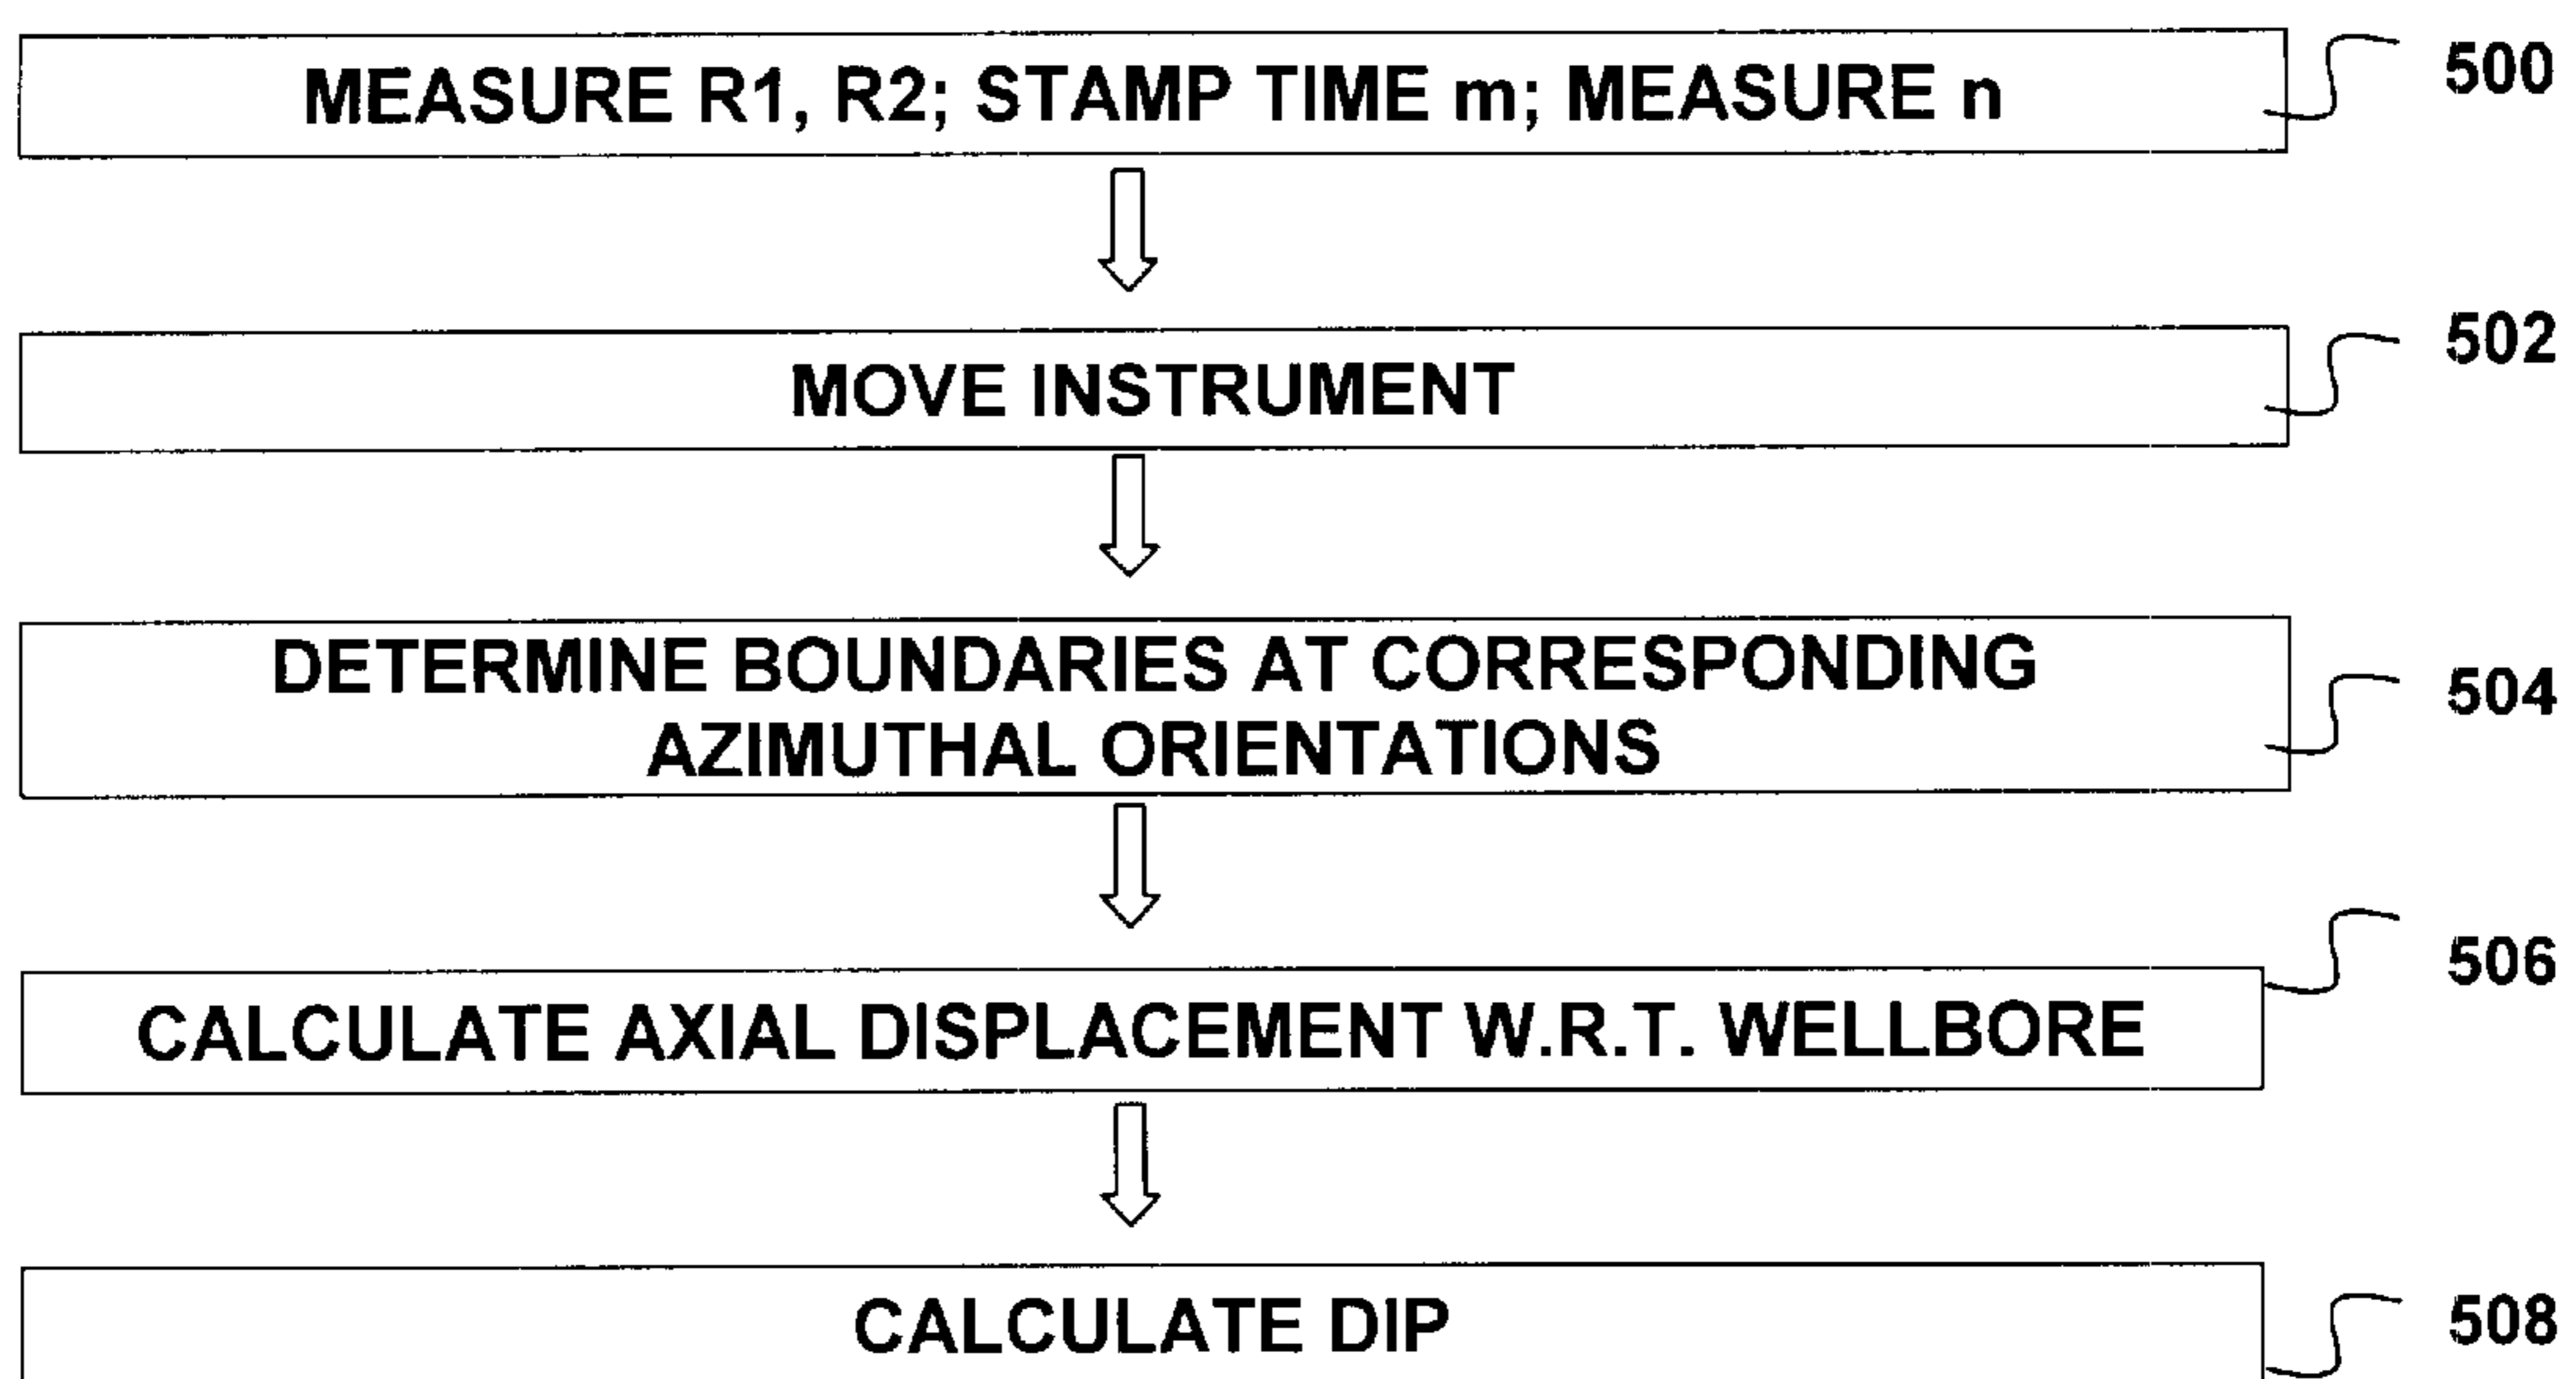 MEASURE R1, R2; STAMP TIME m; MEASURE n
500
MOVE INSTRUMENT
502
DETERMINE BOUNDARIES AT CORRESPONDING
AZIMUTHAL ORIENTATIONS
504
CALCULATE AXIAL DISPLACEMENT W.R.T. WELLBORE
506
CALCULATE DIP
508